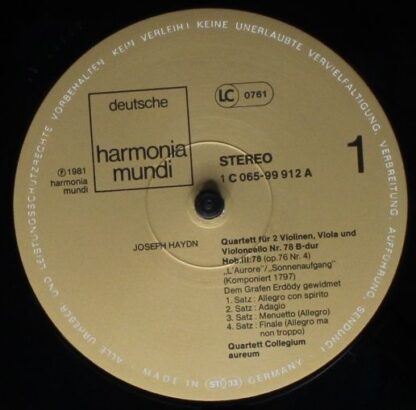 ALLE URHEBER UND LEISTUNGSSCHUTZRECHTE VORBEHALTEN KEIN VERLEIH! KEINE UNERLAUBTE VERVIELFÄLTIGUNG, VERBREITUNG, AUFFÜHRUNG, SENDUNG!
deutsche
harmonia
mundi
LC 0761
℗ 1981
harmonia
mundi
STEREO
1 C 065-99 912 A
1
JOSEPH HAYDN
Quartett für 2 Violinen, Viola und
Violoncello Nr. 78 B-dur
Hob.III:78 (op.76 Nr. 4)
„L'Aurore"/„Sonnenaufgang"
(Komponiert 1797)
Dem Grafen Erdödy gewidmet
1. Satz: Allegro con spirito
2. Satz: Adagio
3. Satz: Menuetto (Allegro)
4. Satz: Finale (Allegro ma
non troppo)
Quartett Collegium
aureum
MADE IN GERMANY